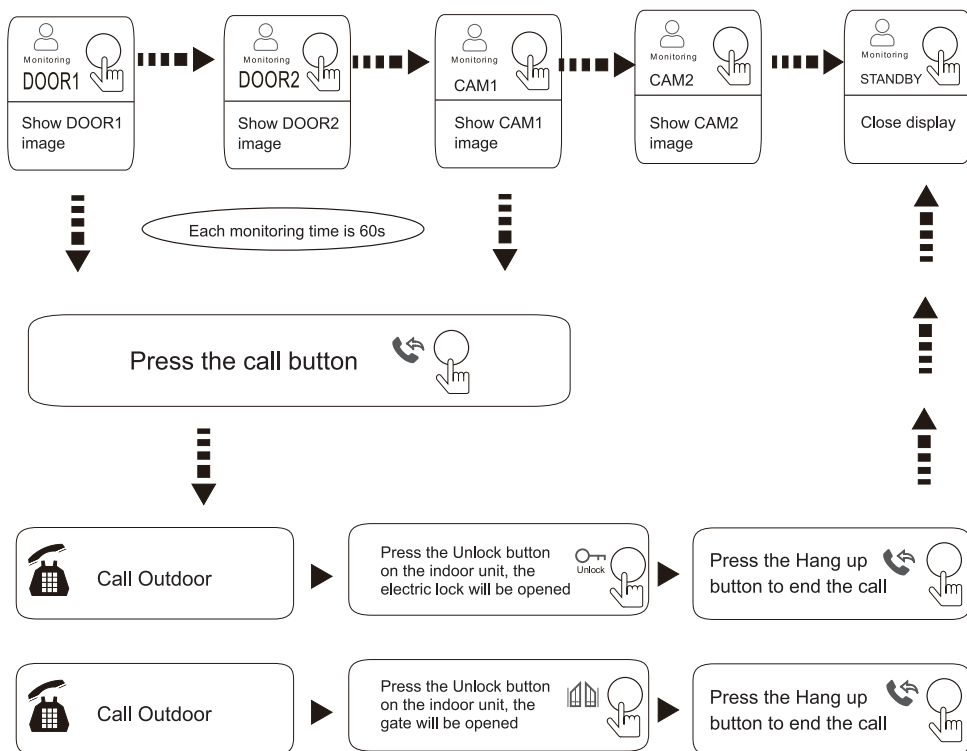 Monitoring
DOOR1
Show DOOR1
image
Monitoring
DOOR2
Show DOOR2
image
Monitoring
CAM1
Show CAM1
image
Monitoring
CAM2
Show CAM2
image
Monitoring
STANDBY
Close display
Each monitoring time is 60s
Press the call button
Call Outdoor
Press the Unlock button
on the indoor unit, the
electric lock will be opened
Unlock
Press the Hang up
button to end the call
Call Outdoor
Press the Unlock button
on the indoor unit, the
gate will be opened
Press the Hang up
button to end the call